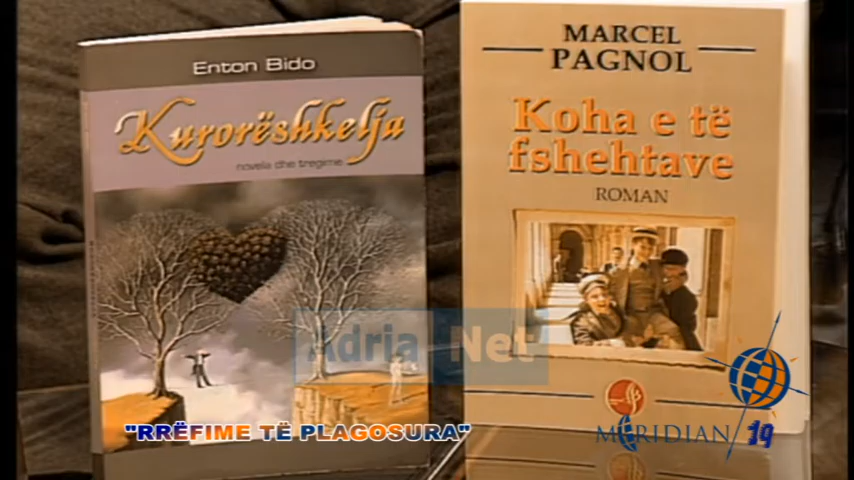 Enton Bido
Kurorëshkelja
novela dhe tregime
MARCEL
PAGNOL
Koha e të
fshehtave
ROMAN
Adria Net
"RRËFIME TË PLAGOSURA"
MERIDIAN 19